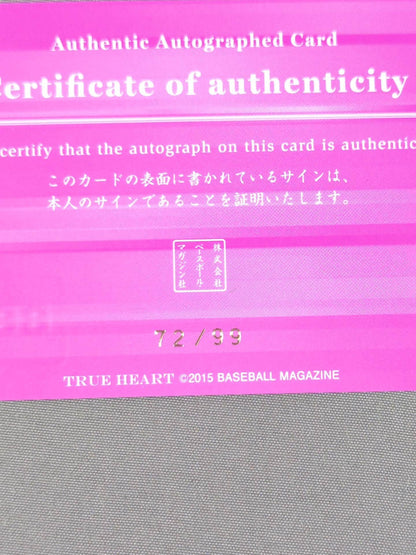 Authentic Autographed Card
Certificate of authenticity
certify that the autograph on this card is authentic
このカードの表面に書かれているサインは、
本人のサインであることを証明いたします。
株式会社
ベースボール
マガジン社
72/99
TRUE HEART ©2015 BASEBALL MAGAZINE